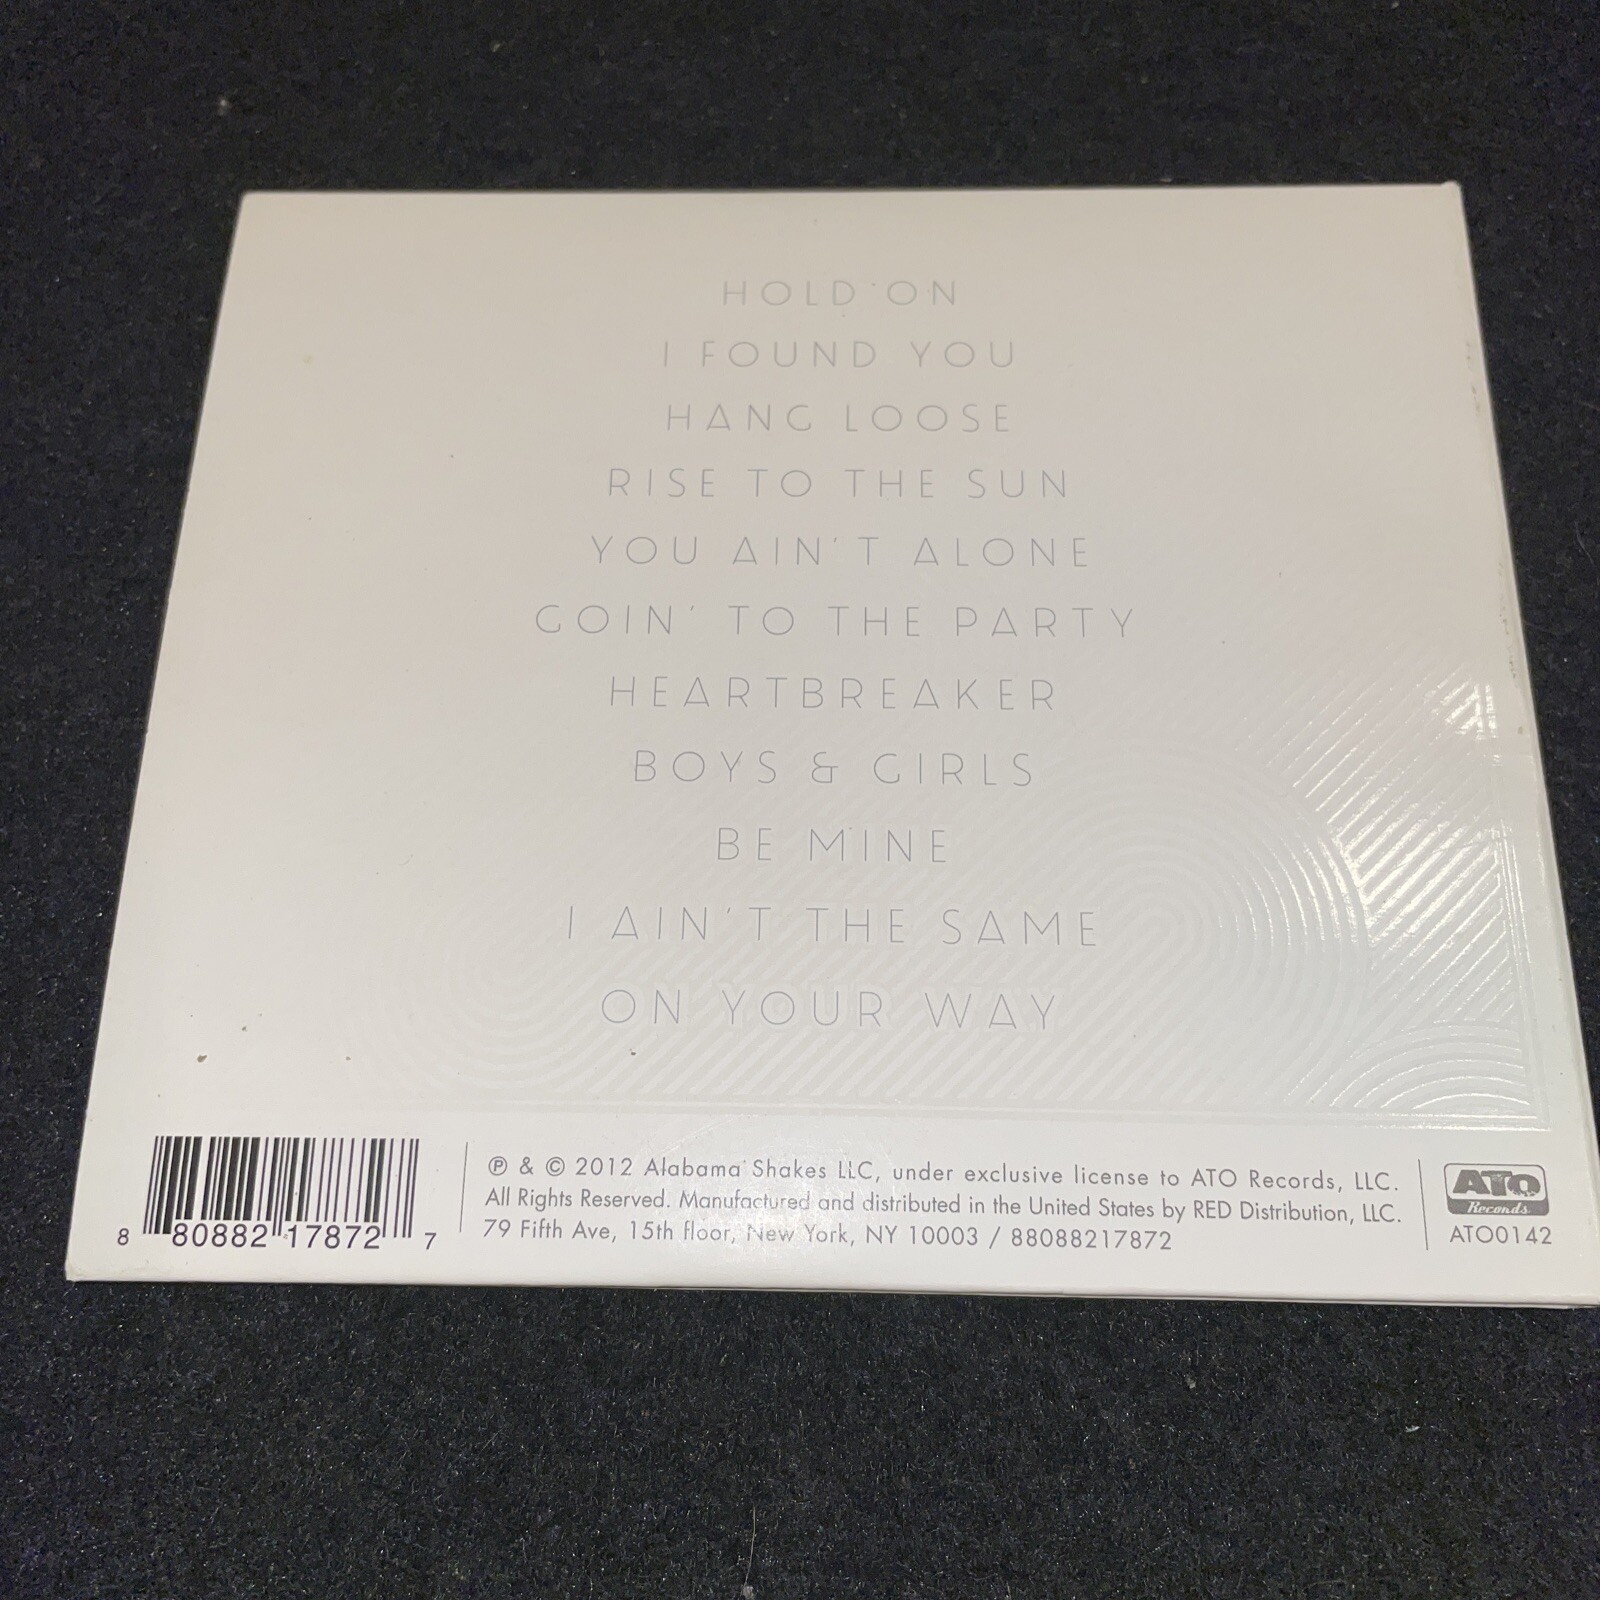 HOLD ON
I FOUND YOU
HANG LOOSE
RISE TO THE SUN
YOU AIN'T ALONE
GOIN' TO THE PARTY
HEARTBREAKER
BOYS & GIRLS
BE MINE
I AIN'T THE SAME
ON YOUR WAY
8 80882 17872 7
℗ & © 2012 Alabama Shakes LLC, under exclusive license to ATO Records, LLC.
All Rights Reserved. Manufactured and distributed in the United States by RED Distribution, LLC.
79 Fifth Ave, 15th floor, New York, NY 10003 / 88088217872
ATO
Records
ATO0142